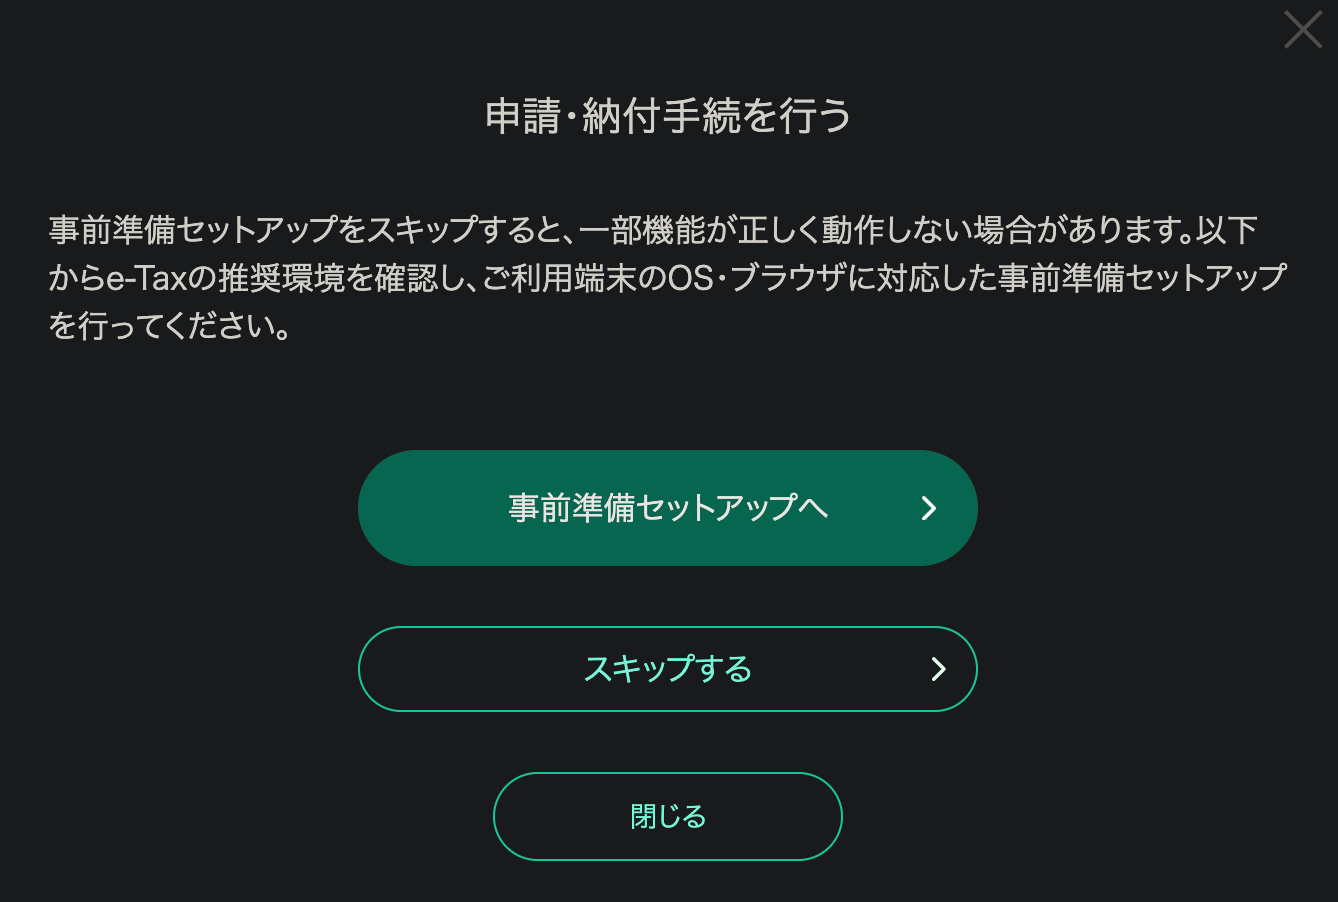 申請・納付手続を行う
事前準備セットアップをスキップすると、一部機能が正しく動作しない場合があります。以下
からe-Taxの推奨環境を確認し、ご利用端末のOS・ブラウザに対応した事前準備セットアップ
を行ってください。
事前準備セットアップへ
スキップする
閉じる